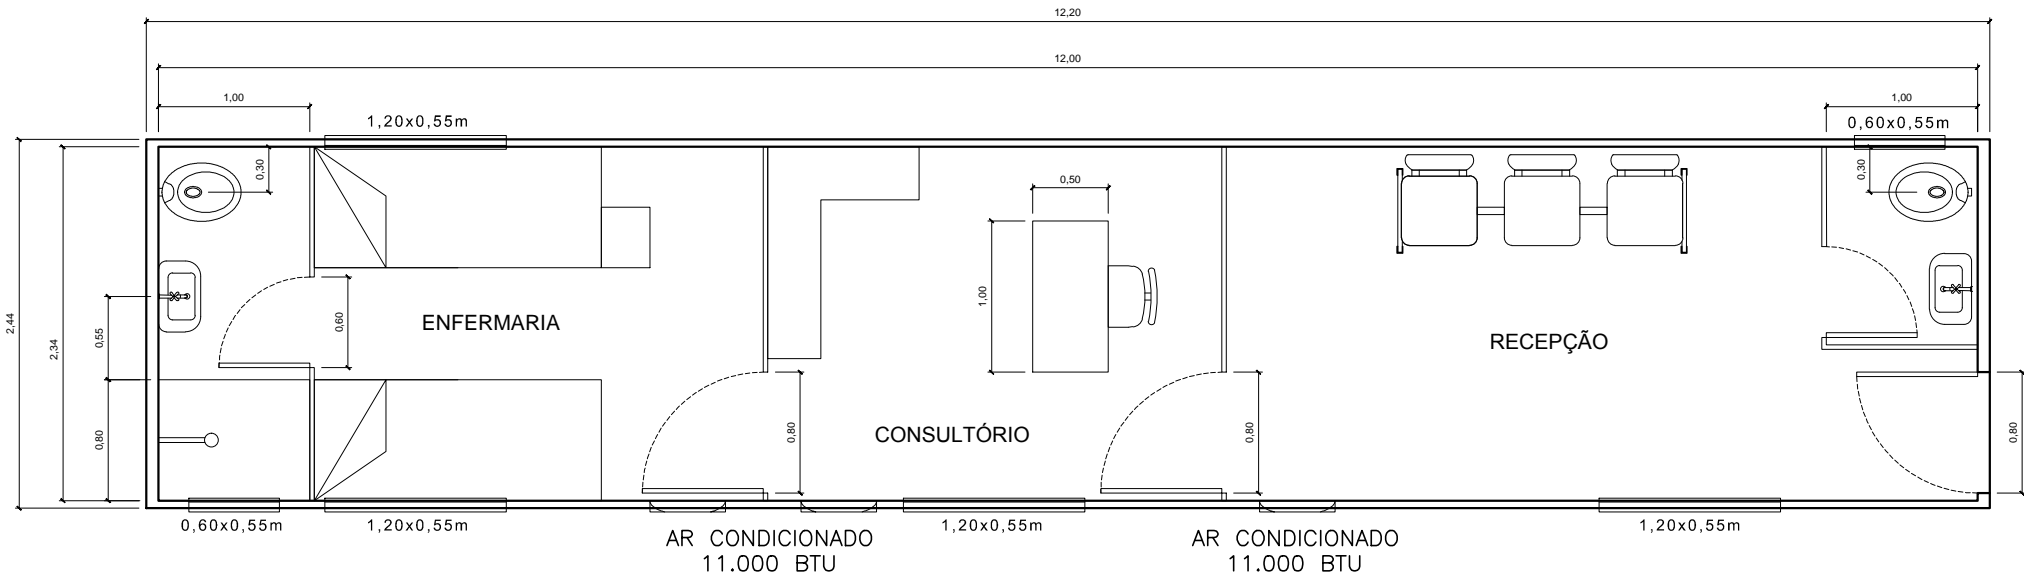 12,20
12,00
1,00
1,00
1,20x0,55m
0,60x0,55m
0,30
0,30
0,50
1,00
2,44
2,34
0,55
0,60
ENFERMARIA
RECEPÇÃO
0,80
0,80
CONSULTÓRIO
0,80
0,80
0,60x0,55m
1,20x0,55m
1,20x0,55m
1,20x0,55m
AR CONDICIONADO
11.000 BTU
AR CONDICIONADO
11.000 BTU